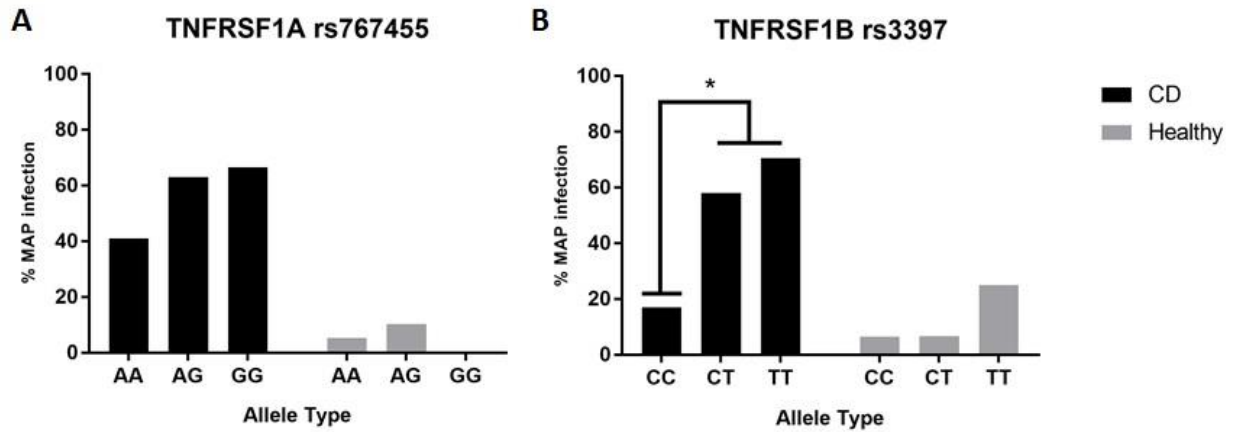 A
TNFRSF1A rs767455
% MAP infection
100
80
60
40
20
0
AA AG GG AA AG GG
Allele Type
B
TNFRSF1B rs3397
% MAP infection
100
80
60
40
20
0
*
CC CT TT CC CT TT
Allele Type
CD
Healthy